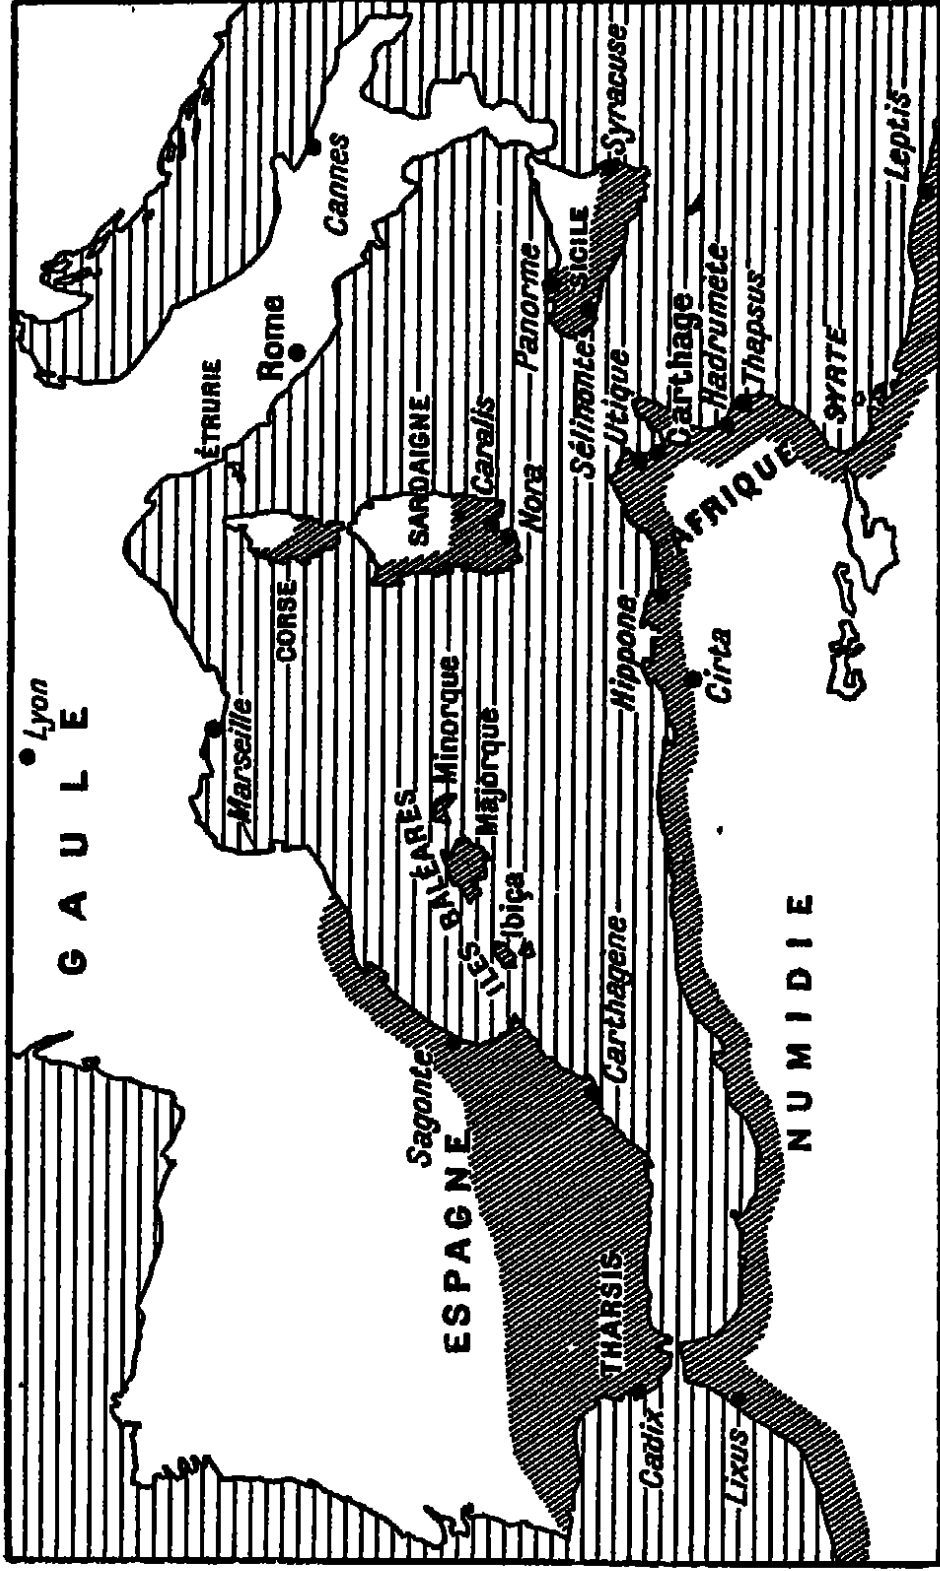 Lyon
GAULE
Marseille
ÉTRURIE
Rome
Cannes
CORSE
SARDAIGNE
Caralis
Nora
ILES BALÉARES
Minorque
Majorque
Ibiça
Sagonte
ESPAGNE
Carthagène
THARSIS
Cadix
Lixus
Panorme
SICILE
Sélinonte
Syracuse
Utique
Carthage
Hadrumète
Thapsus
Hippone
AFRIQUE
Cirta
SYRTE
Leptis
NUMIDIE